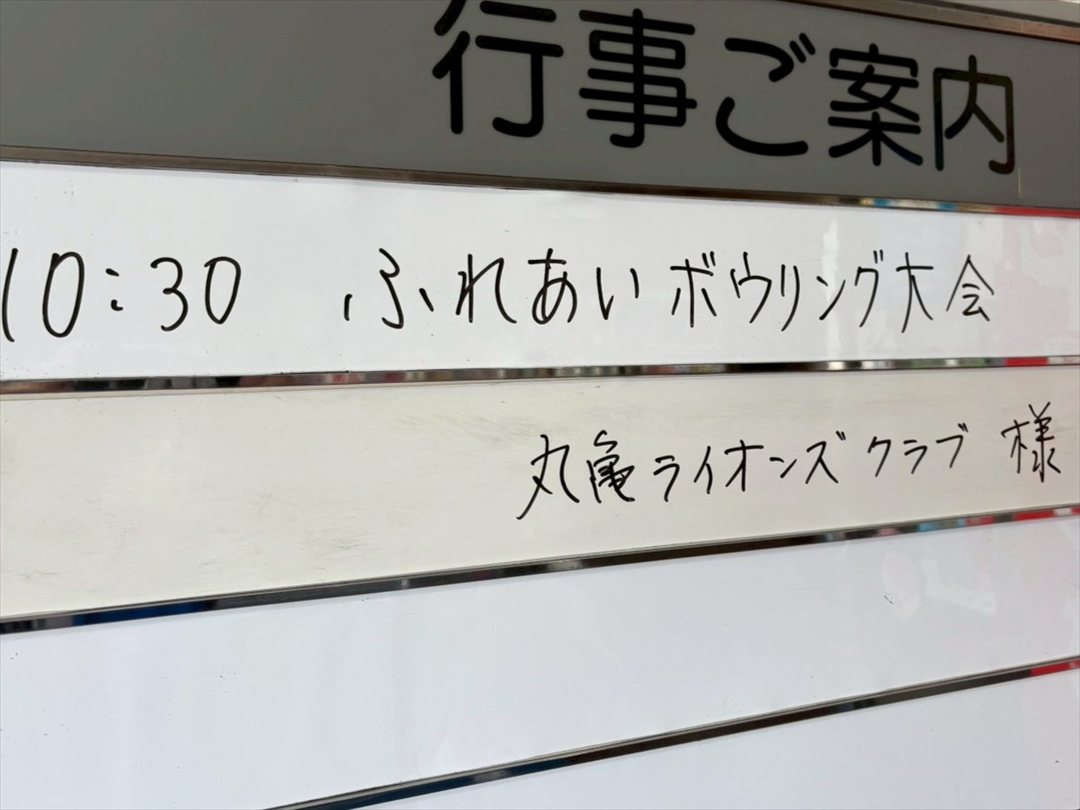 行事ご案内
10:30 ふれあいボウリング大会
丸亀ライオンズクラブ 様